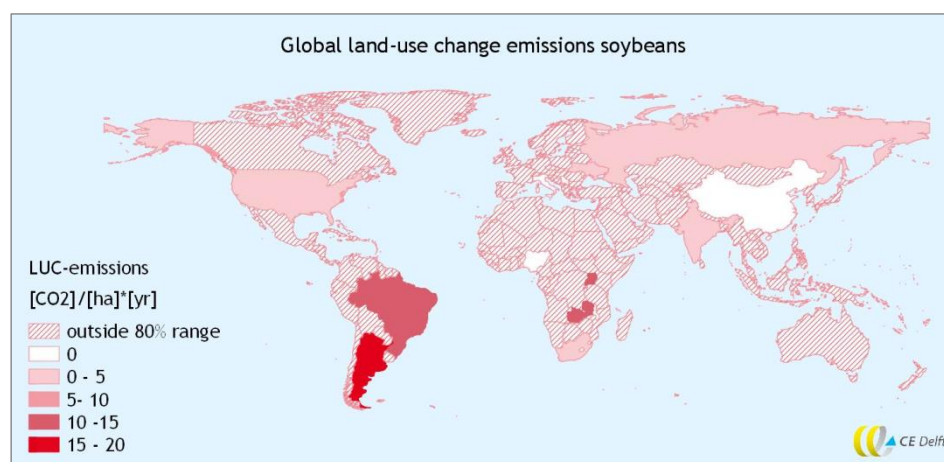 Global land-use change emissions soybeans
LUC-emissions
[CO2]/[ha]*[yr]
outside 80% range
0
0 - 5
5- 10
10 -15
15 - 20
CE Delft